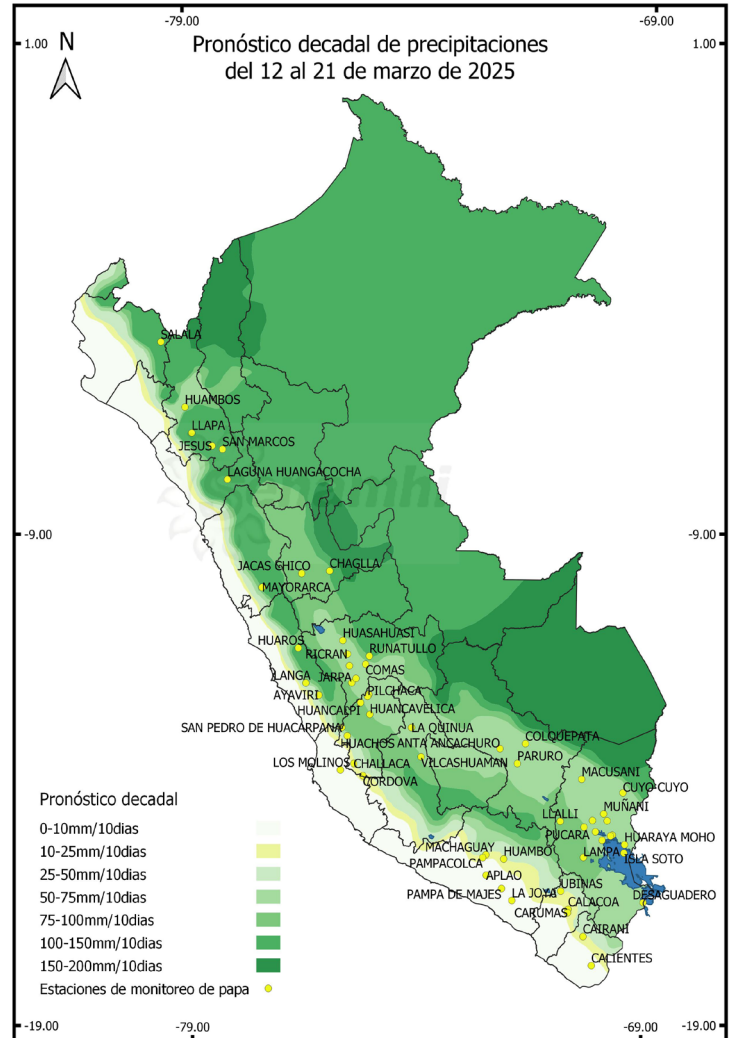 -79.00
-69.00
1.00
N
Pronóstico decadal de precipitaciones
1.00
del 12 al 21 de marzo de 2025
SALALA
HUAMBOS
LLAPA
JESUS
SAN MARCOS
LAGUNA HUANGACOCHA
senamhi
-9.00
-9.00
JACAS CHICO
CHAGLLA
MAYORARCA
HUAROS
HUASAHUASI
RICRAN
RUNATULLO
COMAS
LANGA
JARPA
AYAVIRI
PILCHACA
HUANCALPI
HUANCAVELICA
SAN PEDRO DE HUACARPANA
LA QUINUA
HUACHOS
ANTA ANCACHURO
COLQUEPATA
LOS MOLINOS
CHALLACA
VILCASHUAMAN
PARURO
CORDOVA
MACUSANI
CUYO-CUYO
Pronóstico decadal
MUÑANI
LLALLI
0-10mm/10dias
PUCARA
HUARAYA MOHO
10-25mm/10dias
MACHAGUAY
HUAMBO
LAMPA
ISLA SOTO
PAMPACOLCA
25-50mm/10dias
APLAO
50-75mm/10dias
PAMPA DE MAJES
LA JOYA
UBINAS
DESAGUADERO
CALACOA
75-100mm/10dias
CARUMAS
CAIRANI
100-150mm/10dias
CALIENTES
150-200mm/10dias
Estaciones de monitoreo de papa
-19.00
-19.00
-79.00
-69.00